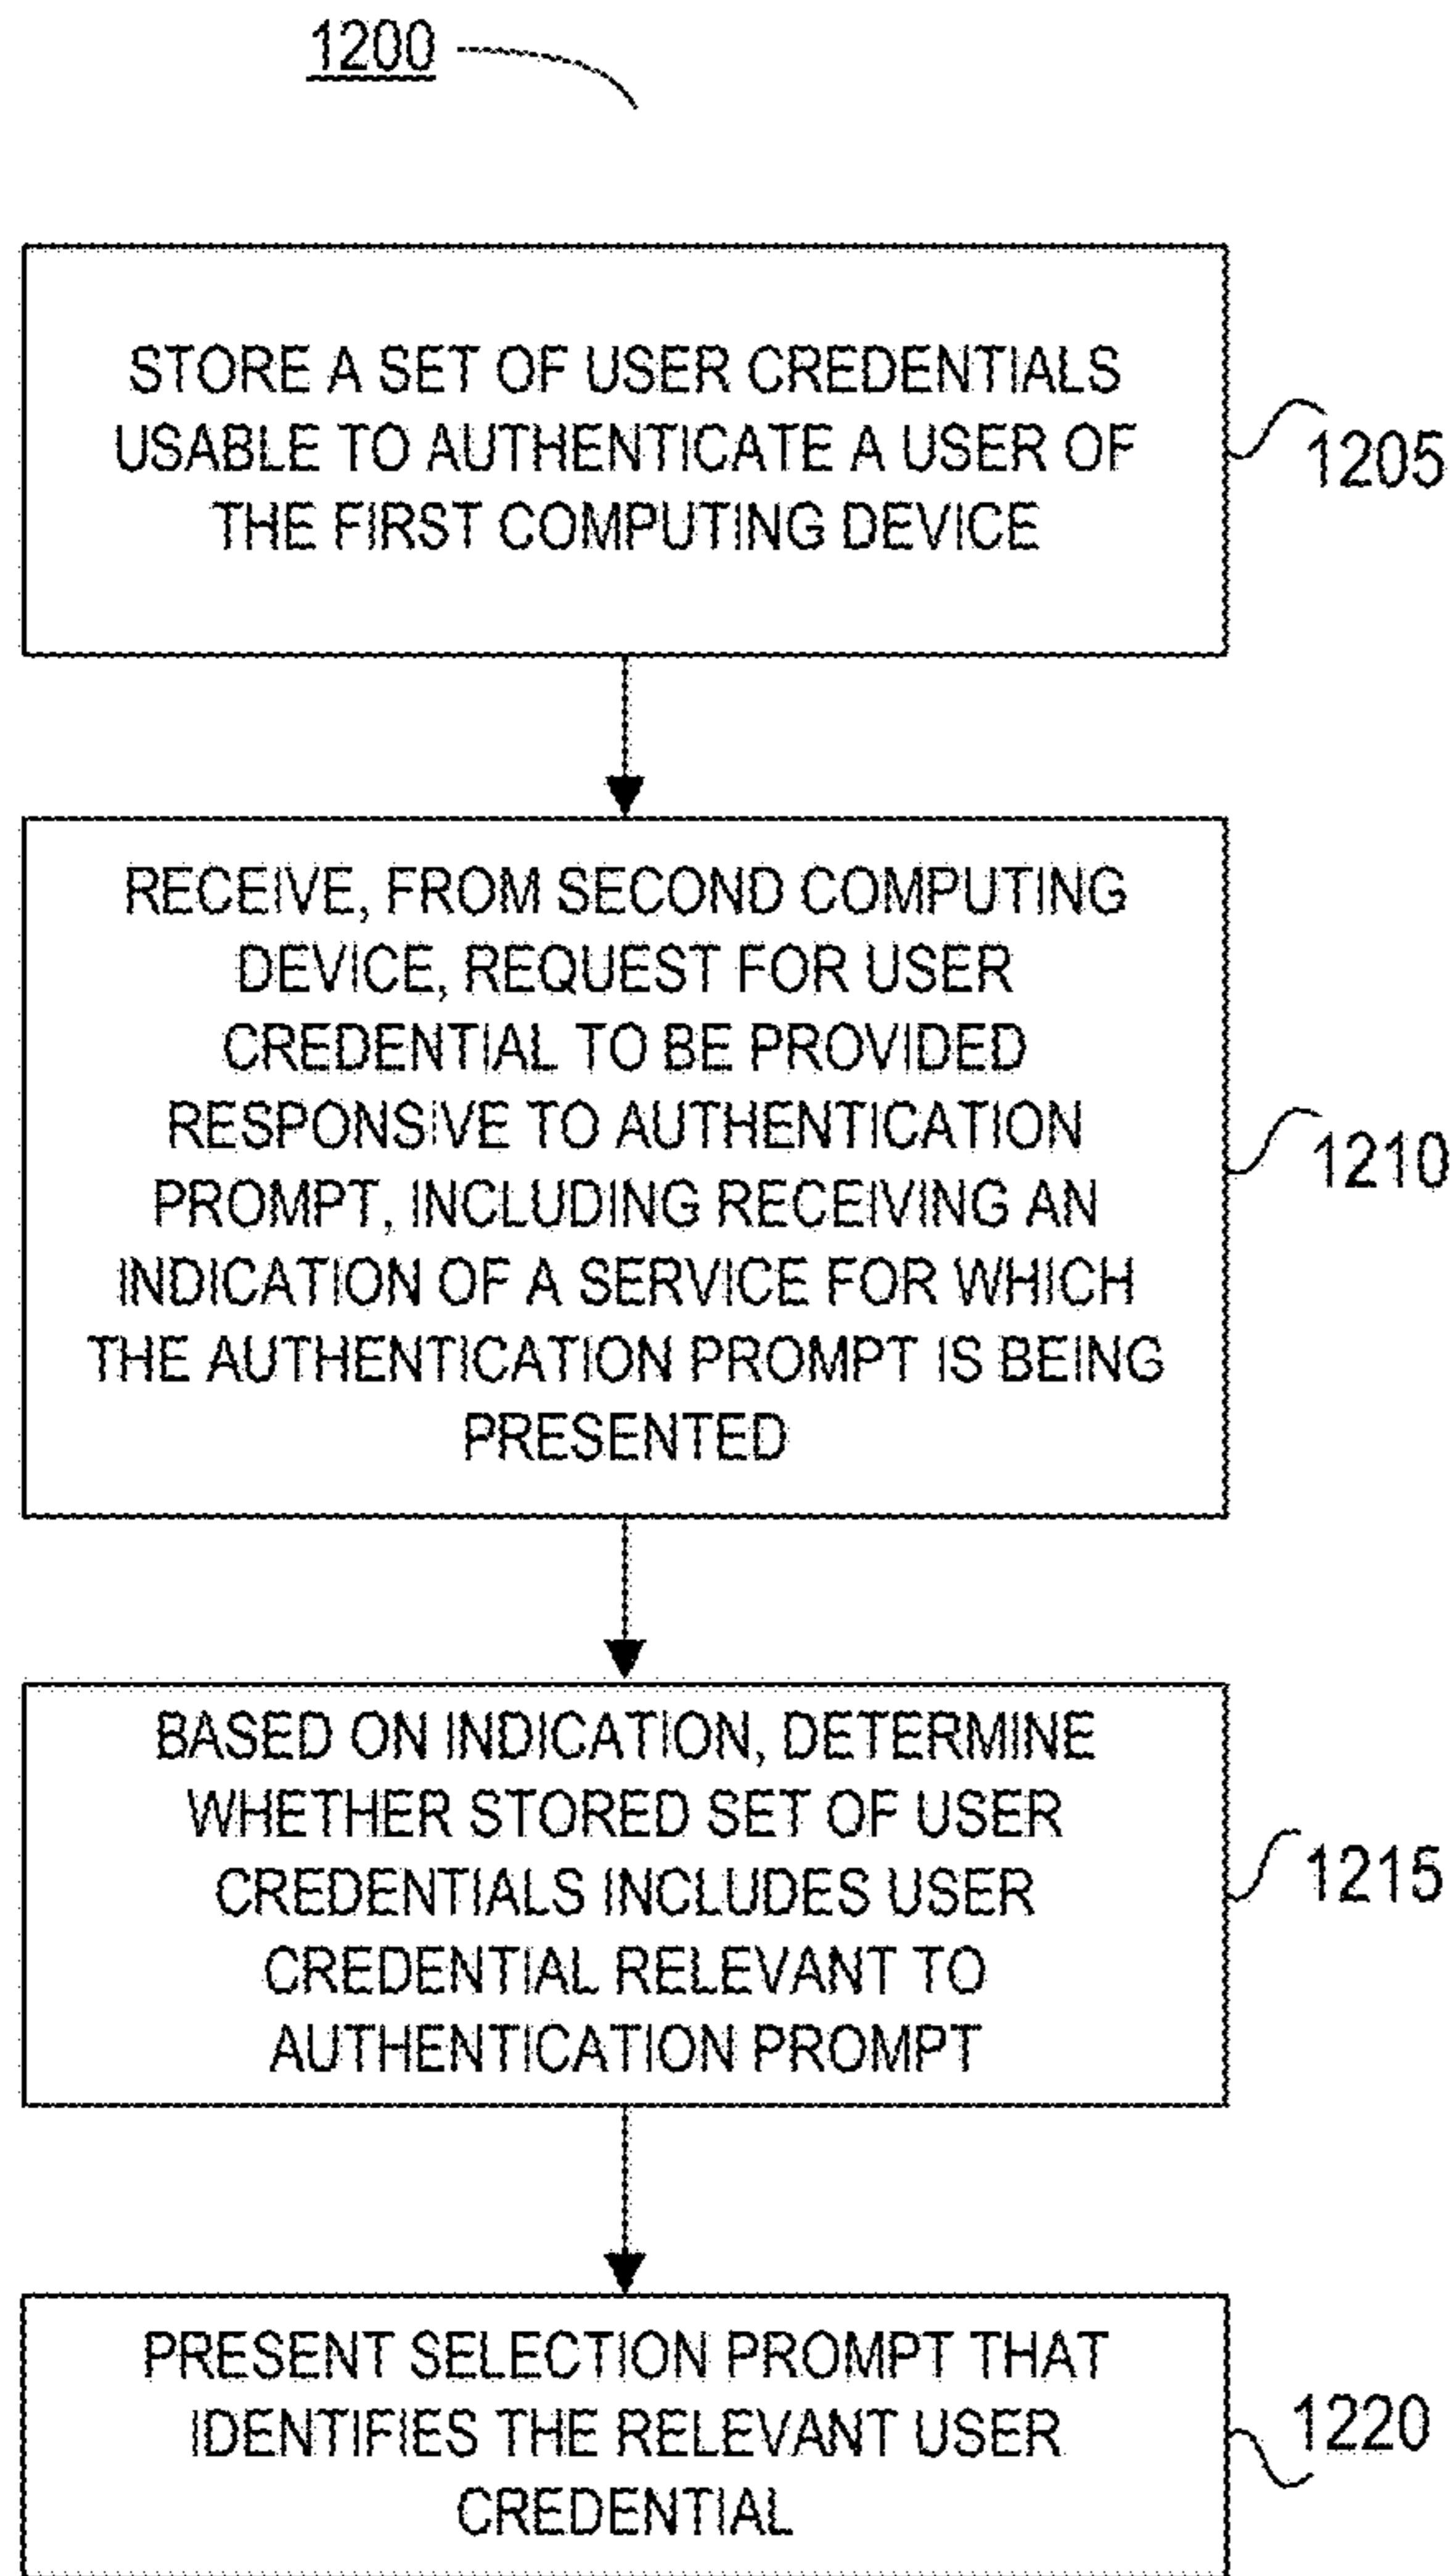 1200
STORE A SET OF USER CREDENTIALS
USABLE TO AUTHENTICATE A USER OF
THE FIRST COMPUTING DEVICE
1205
RECEIVE, FROM SECOND COMPUTING
DEVICE, REQUEST FOR USER
CREDENTIAL TO BE PROVIDED
RESPONSIVE TO AUTHENTICATION
PROMPT, INCLUDING RECEIVING AN
INDICATION OF A SERVICE FOR WHICH
THE AUTHENTICATION PROMPT IS BEING
PRESENTED
1210
BASED ON INDICATION, DETERMINE
WHETHER STORED SET OF USER
CREDENTIALS INCLUDES USER
CREDENTIAL RELEVANT TO
AUTHENTICATION PROMPT
1215
PRESENT SELECTION PROMPT THAT
IDENTIFIES THE RELEVANT USER
CREDENTIAL
1220